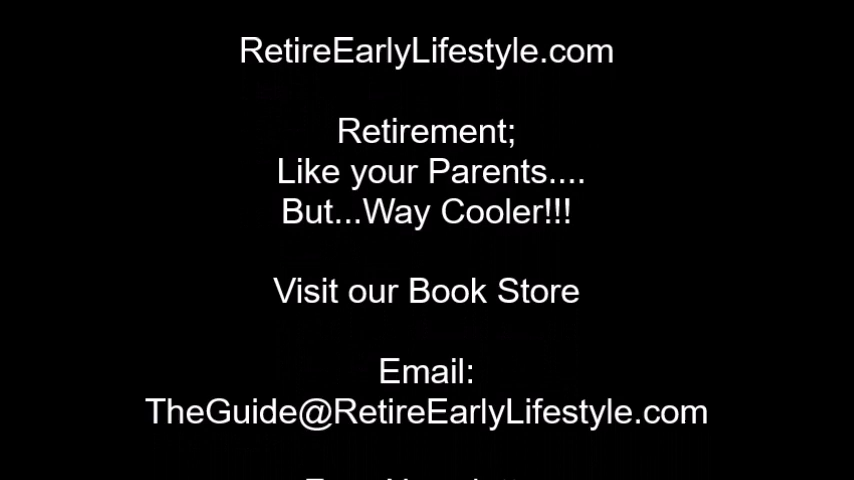 RetireEarlyLifestyle.com
Retirement;
Like your Parents....
But...Way Cooler!!!
Visit our Book Store
Email:
TheGuide@RetireEarlyLifestyle.com